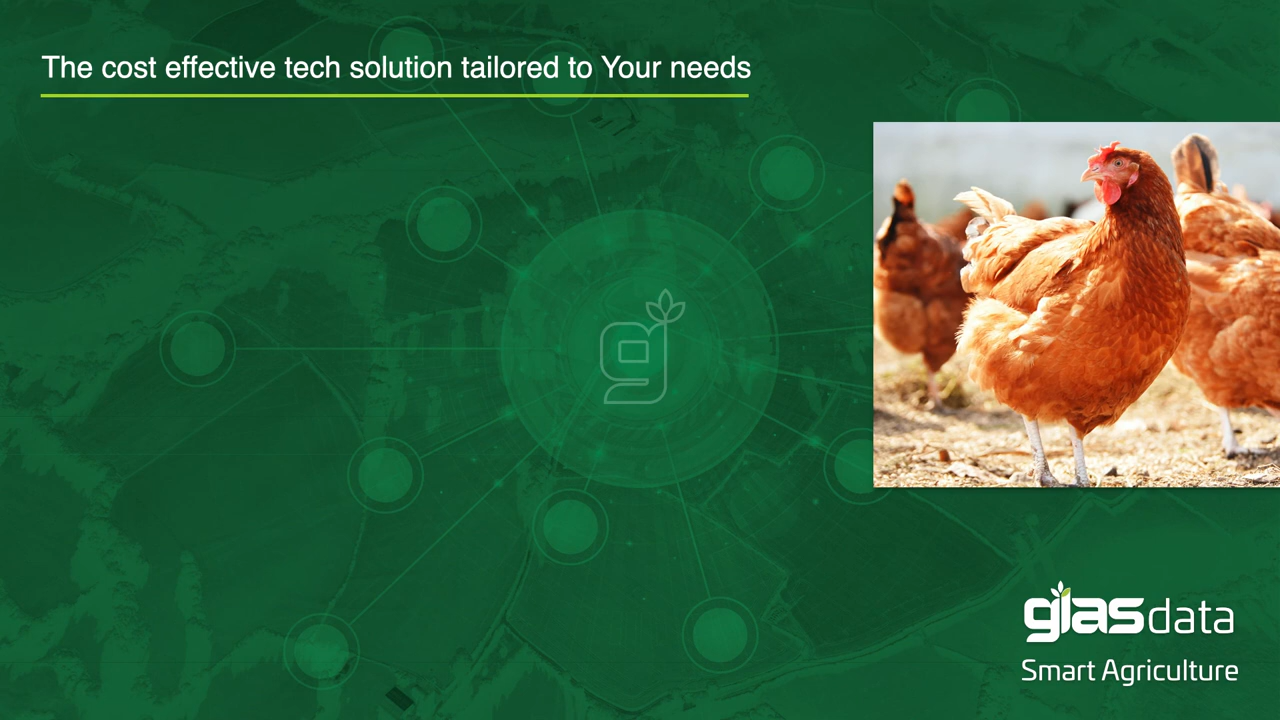 The cost effective tech solution tailored to Your needs
g
glasdata
Smart Agriculture